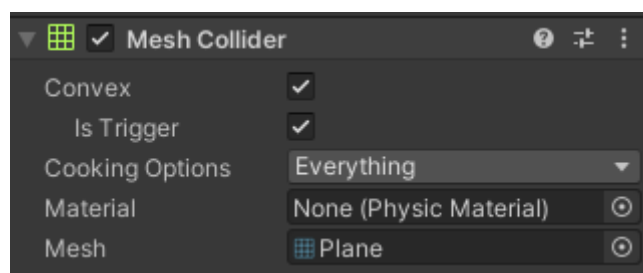 Mesh Collider
Convex
Is Trigger
Cooking Options Everything
Material None (Physic Material)
Mesh Plane